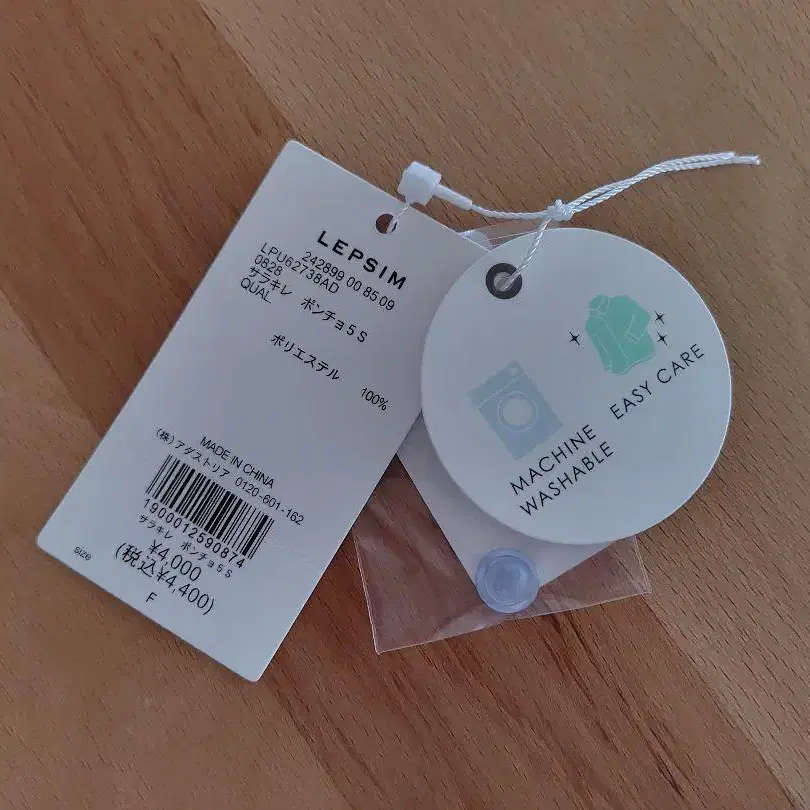 LEPSIM
242899 00 85 09
LPU62738AD
0828
サラキレ ポンチョ5S
QUAL
ポリエステル 100%
MADE IN CHINA
(株)アダストリア 0120-601-162
1900012590874
サラキレ ポンチョ5S
¥4,000
(税込¥4,400)
SIZE
F
EASY CARE
MACHINE
WASHABLE